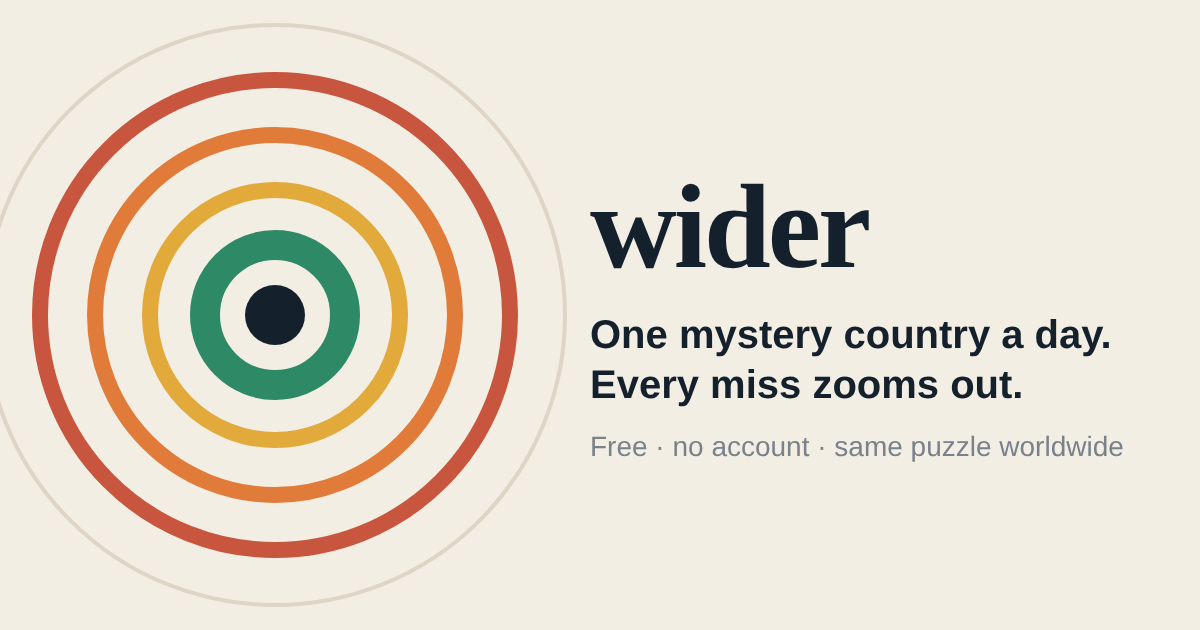 wider
One mystery country a day.
Every miss zooms out.
Free · no account · same puzzle worldwide